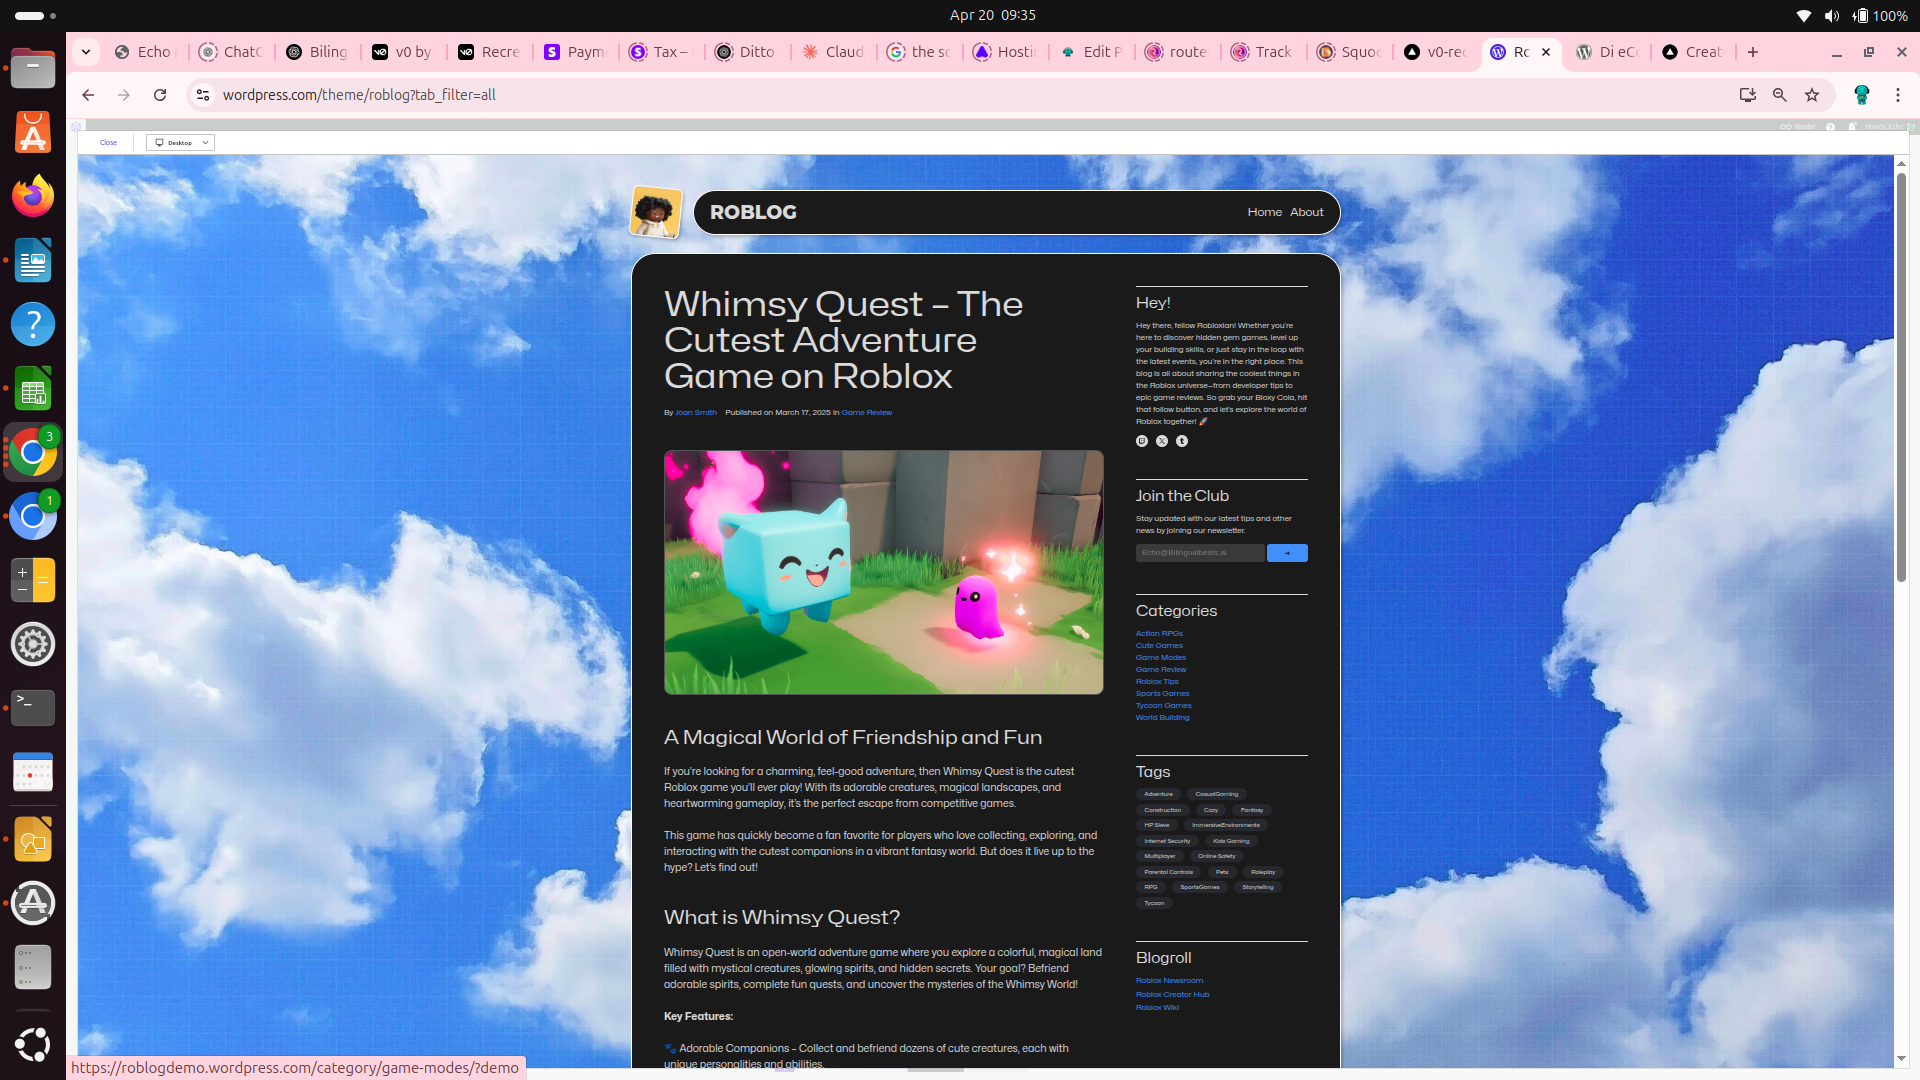 Apr 20 09:35
100%
Echo
ChatG
Biling
v0 by
Recre
Paym
Tax –
Ditto
Claud
the sc
Hostin
Edit P
route
Track
Squo
v0-rec
Ro
Di eCo
Creat
wordpress.com/theme/roblog?tab_filter=all
Reader
Howdy, Echo
Close
Desktop
ROBLOG
Home About
Whimsy Quest – The
Cutest Adventure
Game on Roblox
By Joan Smith Published on March 17, 2025 in Game Review
A Magical World of Friendship and Fun
If you're looking for a charming, feel-good adventure, then Whimsy Quest is the cutest
Roblox game you'll ever play! With its adorable creatures, magical landscapes, and
heartwarming gameplay, it's the perfect escape from competitive games.
This game has quickly become a fan favorite for players who love collecting, exploring, and
interacting with the cutest companions in a vibrant fantasy world. But does it live up to the
hype? Let's find out!
What is Whimsy Quest?
Whimsy Quest is an open-world adventure game where you explore a colorful, magical land
filled with mystical creatures, glowing spirits, and hidden secrets. Your goal? Befriend
adorable spirits, complete fun quests, and uncover the mysteries of the Whimsy World!
Key Features:
🐾 Adorable Companions – Collect and befriend dozens of cute creatures, each with
unique personalities and abilities.
Hey!
Hey there, fellow Robloxian! Whether you're
here to discover hidden gem games, level up
your building skills, or just stay in the loop with
the latest events, you're in the right place. This
blog is all about sharing the coolest things in
the Roblox universe—from developer tips to
epic game reviews. So grab your Bloxy Cola, hit
that follow button, and let's explore the world of
Roblox together! 🚀
Join the Club
Stay updated with our latest tips and other
news by joining our newsletter.
Echo@Bilingualbeats.ai
→
Categories
Action RPGs
Cute Games
Game Modes
Game Review
Roblox Tips
Sports Games
Tycoon Games
World Building
Tags
Adventure CasualGaming
Construction Cozy Fantasy
HP Sieve ImmersiveEnvironments
Internet Security Kids Gaming
Multiplayer Online Safety
Parental Controls Pets Roleplay
RPG SportsGames Storytelling
Tycoon
Blogroll
Roblox Newsroom
Roblox Creator Hub
Roblox Wiki
3
1
https://roblogdemo.wordpress.com/category/game-modes/?demo